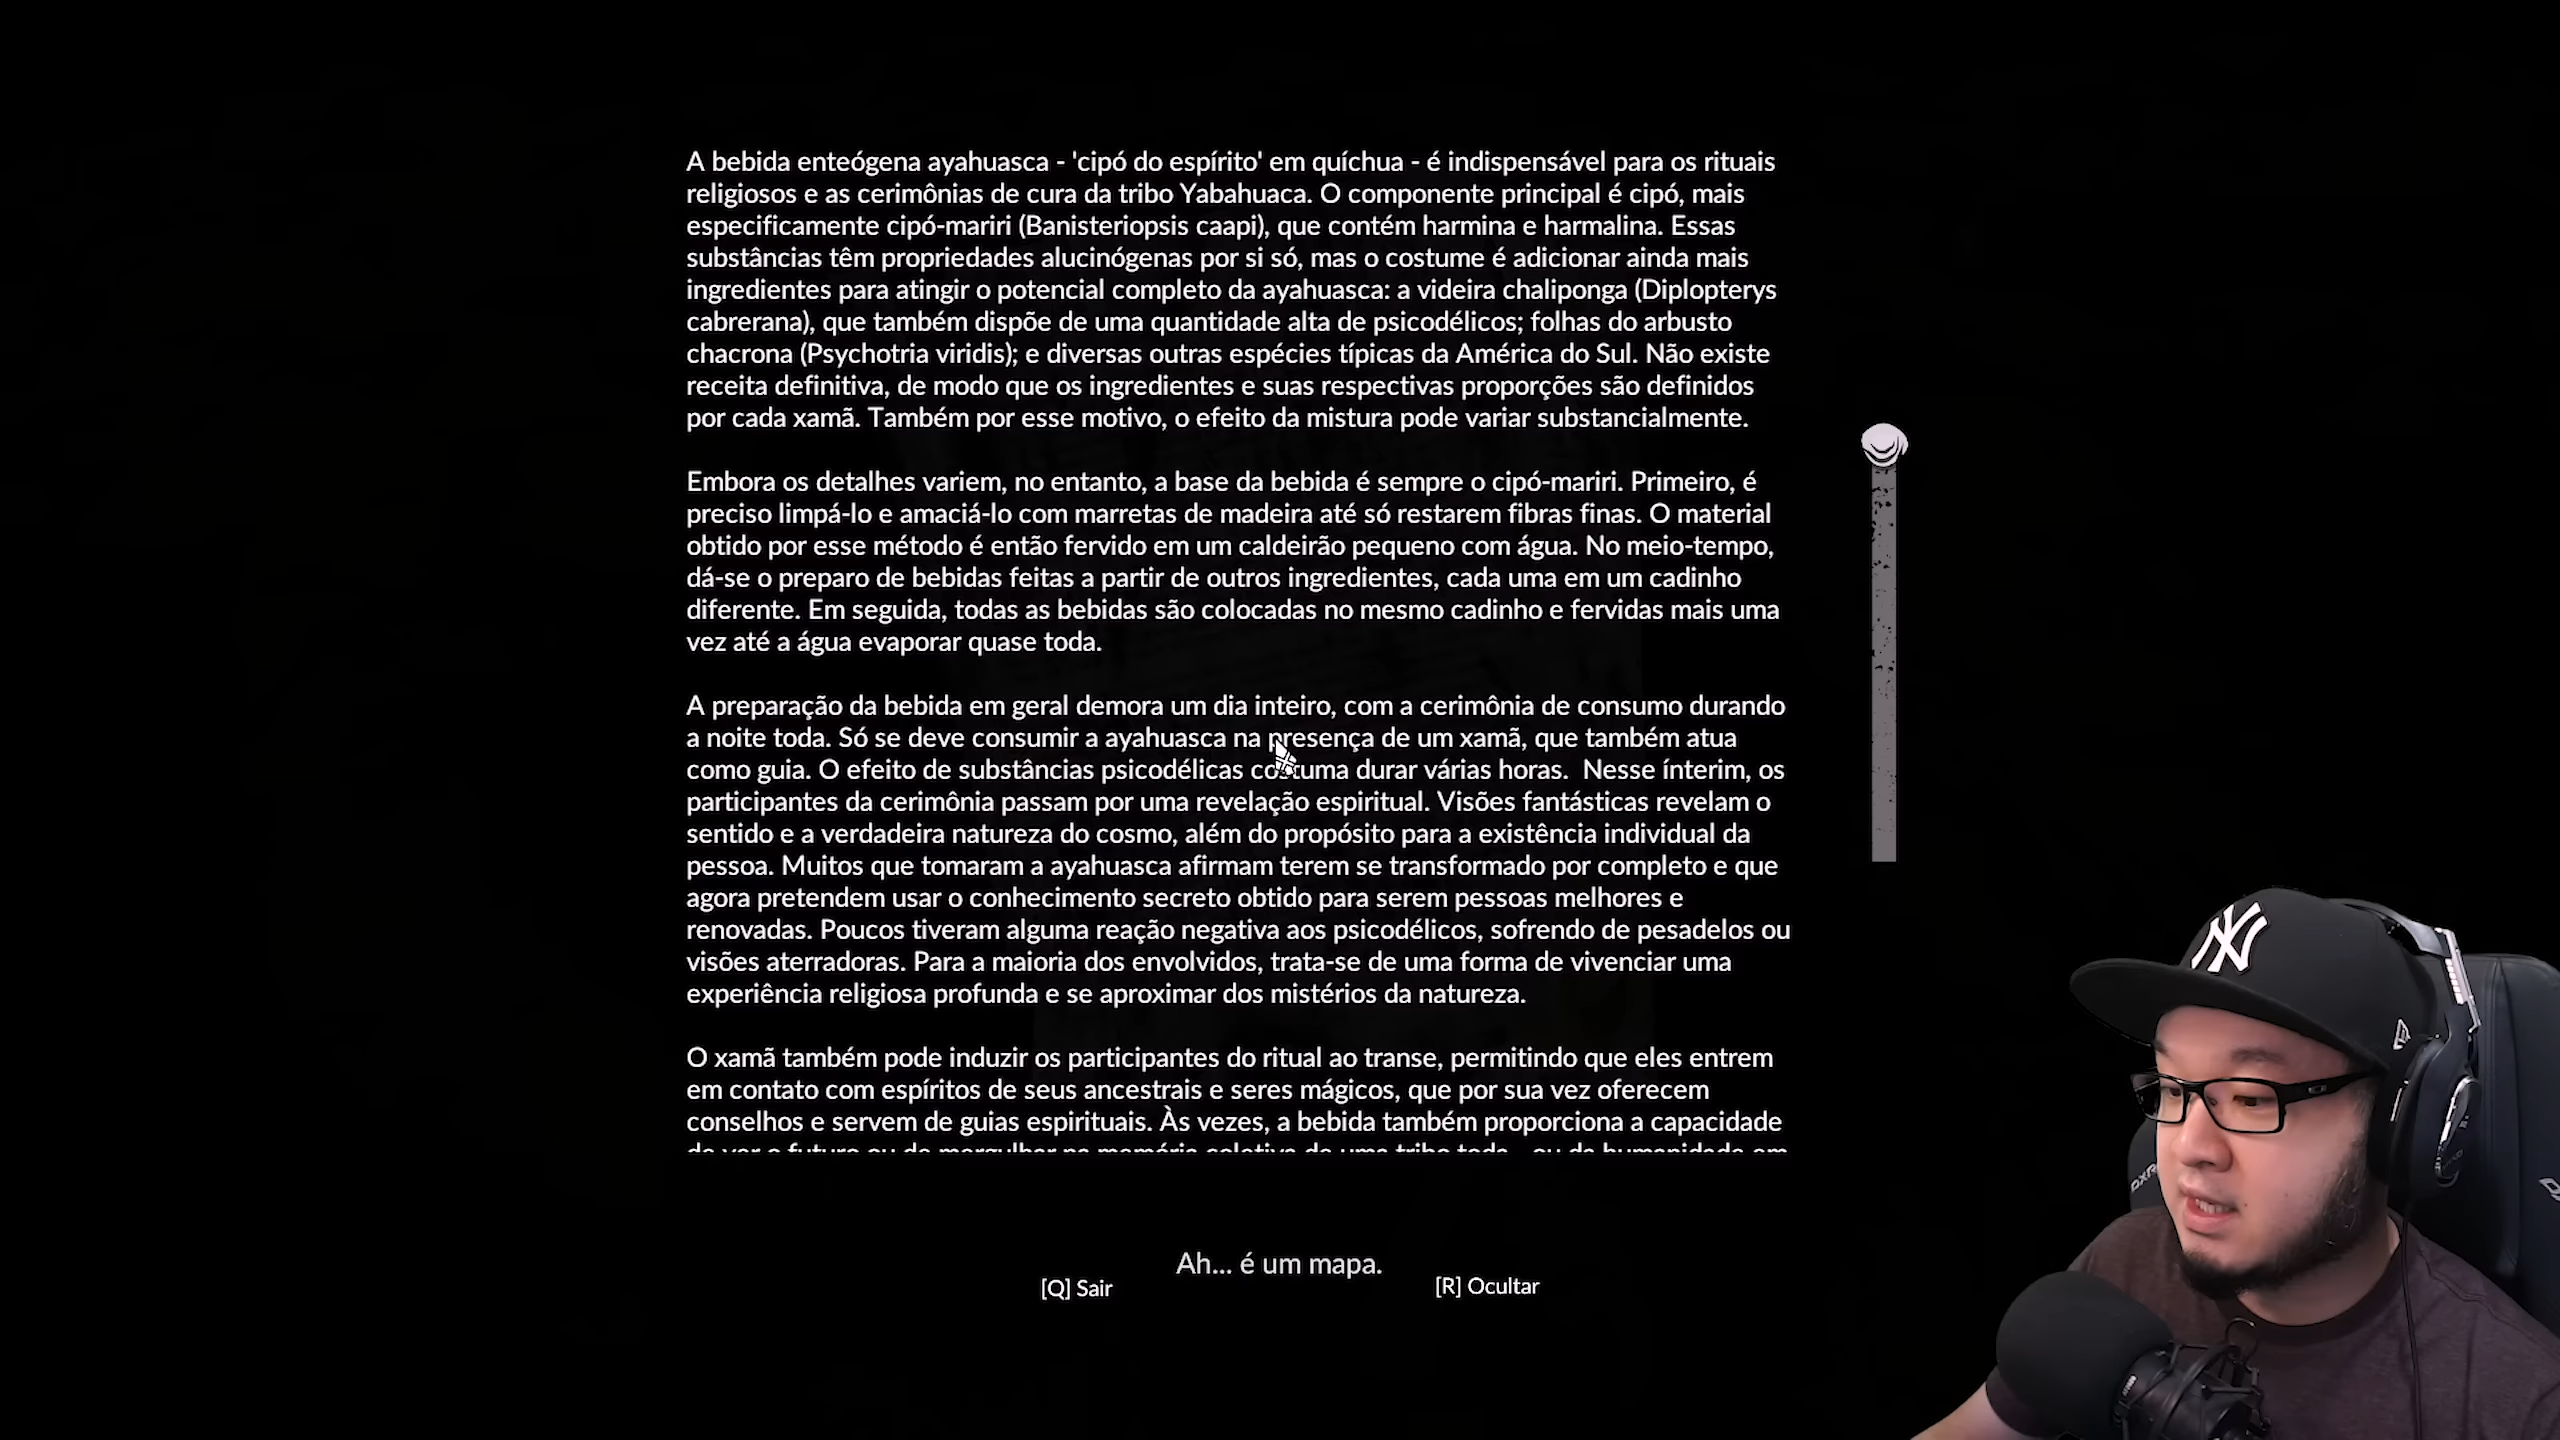 A bebida enteógena ayahuasca - 'cipó do espírito' em quíchua - é indispensável para os rituais
religiosos e as cerimônias de cura da tribo Yabahuaca. O componente principal é cipó, mais
especificamente cipó-mariri (Banisteriopsis caapi), que contém harmina e harmalina. Essas
substâncias têm propriedades alucinógenas por si só, mas o costume é adicionar ainda mais
ingredientes para atingir o potencial completo da ayahuasca: a videira chaliponga (Diplopterys
cabrerana), que também dispõe de uma quantidade alta de psicodélicos; folhas do arbusto
chacrona (Psychotria viridis); e diversas outras espécies típicas da América do Sul. Não existe
receita definitiva, de modo que os ingredientes e suas respectivas proporções são definidos
por cada xamã. Também por esse motivo, o efeito da mistura pode variar substancialmente.
Embora os detalhes variem, no entanto, a base da bebida é sempre o cipó-mariri. Primeiro, é
preciso limpá-lo e amaciá-lo com marretas de madeira até só restarem fibras finas. O material
obtido por esse método é então fervido em um caldeirão pequeno com água. No meio-tempo,
dá-se o preparo de bebidas feitas a partir de outros ingredientes, cada uma em um cadinho
diferente. Em seguida, todas as bebidas são colocadas no mesmo cadinho e fervidas mais uma
vez até a água evaporar quase toda.
A preparação da bebida em geral demora um dia inteiro, com a cerimônia de consumo durando
a noite toda. Só se deve consumir a ayahuasca na presença de um xamã, que também atua
como guia. O efeito de substâncias psicodélicas costuma durar várias horas.  Nesse ínterim, os
participantes da cerimônia passam por uma revelação espiritual. Visões fantásticas revelam o
sentido e a verdadeira natureza do cosmo, além do propósito para a existência individual da
pessoa. Muitos que tomaram a ayahuasca afirmam terem se transformado por completo e que
agora pretendem usar o conhecimento secreto obtido para serem pessoas melhores e
renovadas. Poucos tiveram alguma reação negativa aos psicodélicos, sofrendo de pesadelos ou
visões aterradoras. Para a maioria dos envolvidos, trata-se de uma forma de vivenciar uma
experiência religiosa profunda e se aproximar dos mistérios da natureza.
O xamã também pode induzir os participantes do ritual ao transe, permitindo que eles entrem
em contato com espíritos de seus ancestrais e seres mágicos, que por sua vez oferecem
conselhos e servem de guias espirituais. Às vezes, a bebida também proporciona a capacidade
de ver o futuro ou de mergulhar na memória coletiva de uma tribo toda - ou da humanidade em
Ah... é um mapa.
[Q] Sair
[R] Ocultar
NY